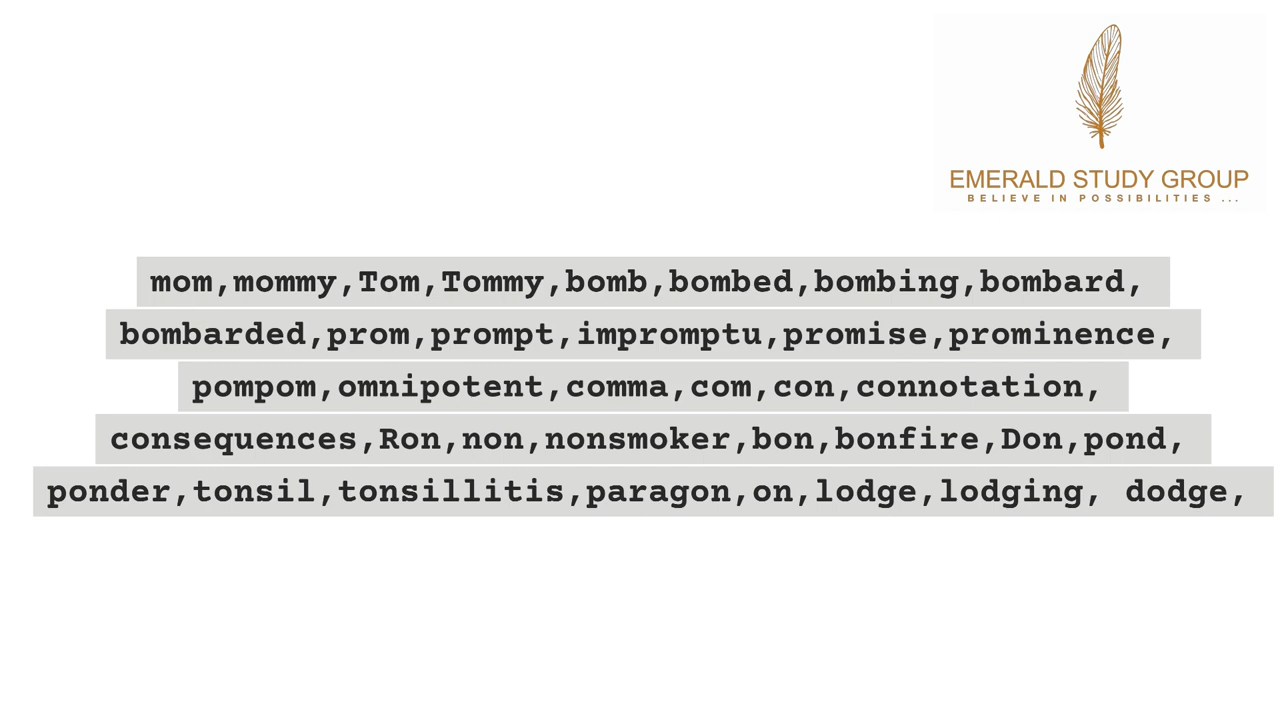 EMERALD STUDY GROUP
BELIEVE IN POSSIBILITIES ...
mom,mommy,Tom,Tommy,bomb,bombed,bombing,bombard,
bombarded,prom,prompt,impromptu,promise,prominence,
pompom,omnipotent,comma,com,con,connotation,
consequences,Ron,non,nonsmoker,bon,bonfire,Don,pond,
ponder,tonsil,tonsillitis,paragon,on,lodge,lodging, dodge,